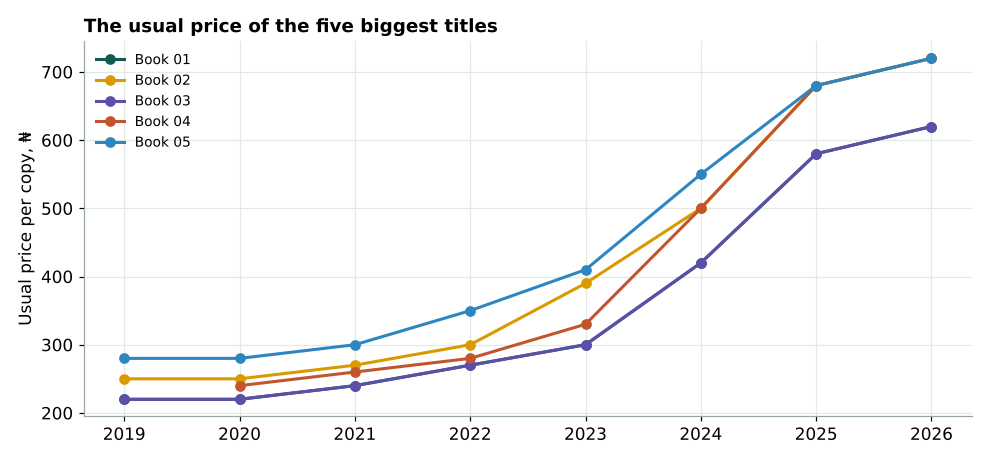 The usual price of the five biggest titles
Usual price per copy, ₦
700
600
500
400
300
200
Book 01
Book 02
Book 03
Book 04
Book 05
2019 2020 2021 2022 2023 2024 2025 2026